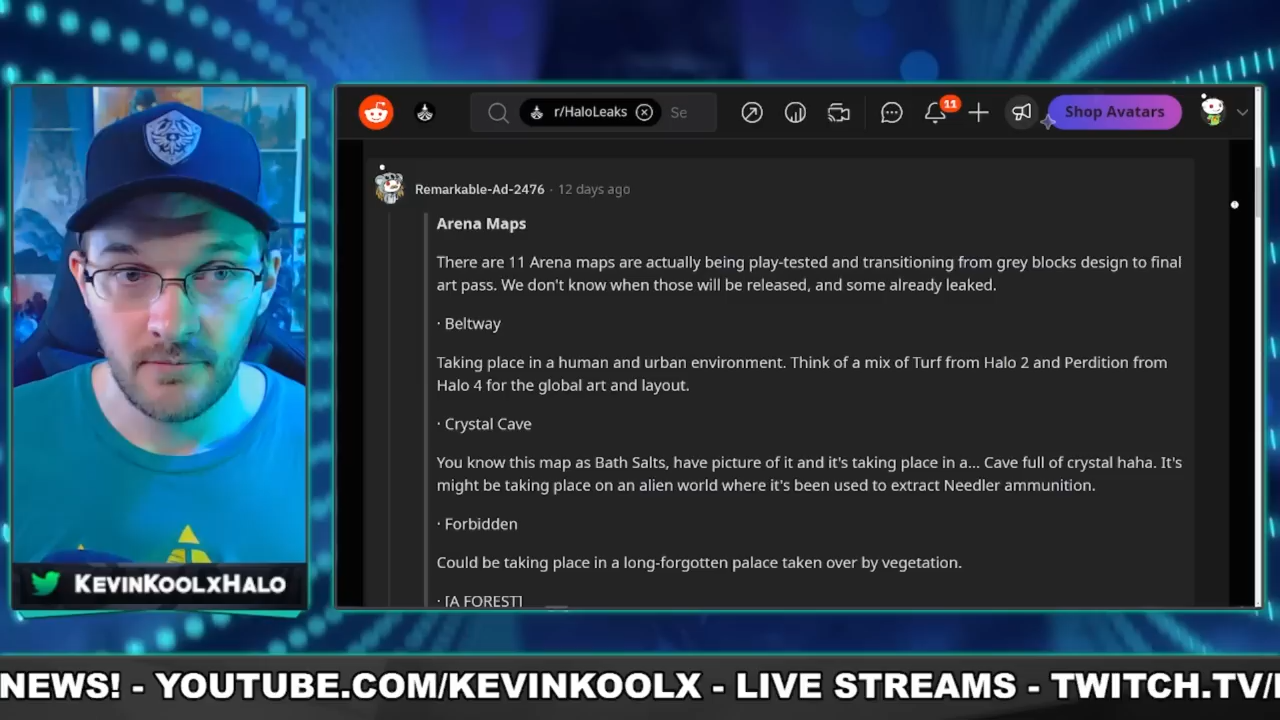 r/HaloLeaks
Se
11
Shop Avatars
Remarkable-Ad-2476 · 12 days ago
Arena Maps
There are 11 Arena maps are actually being play-tested and transitioning from grey blocks design to final
art pass. We don't know when those will be released, and some already leaked.
· Beltway
Taking place in a human and urban environment. Think of a mix of Turf from Halo 2 and Perdition from
Halo 4 for the global art and layout.
· Crystal Cave
You know this map as Bath Salts, have picture of it and it's taking place in a... Cave full of crystal haha. It's
might be taking place on an alien world where it's been used to extract Needler ammunition.
· Forbidden
Could be taking place in a long-forgotten palace taken over by vegetation.
· [A FOREST]
KevinKoolxHalo
NEWS! - YOUTUBE.COM/KEVINKOOLX - LIVE STREAMS - TWITCH.TV/